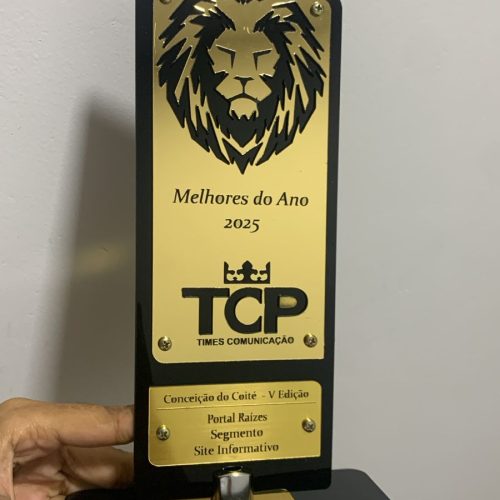 Melhores do Ano
2025
TCP
TIMES COMUNICAÇÃO
Conceição do Coité - V Edição
Portal Raízes
Segmento
Site Informativo